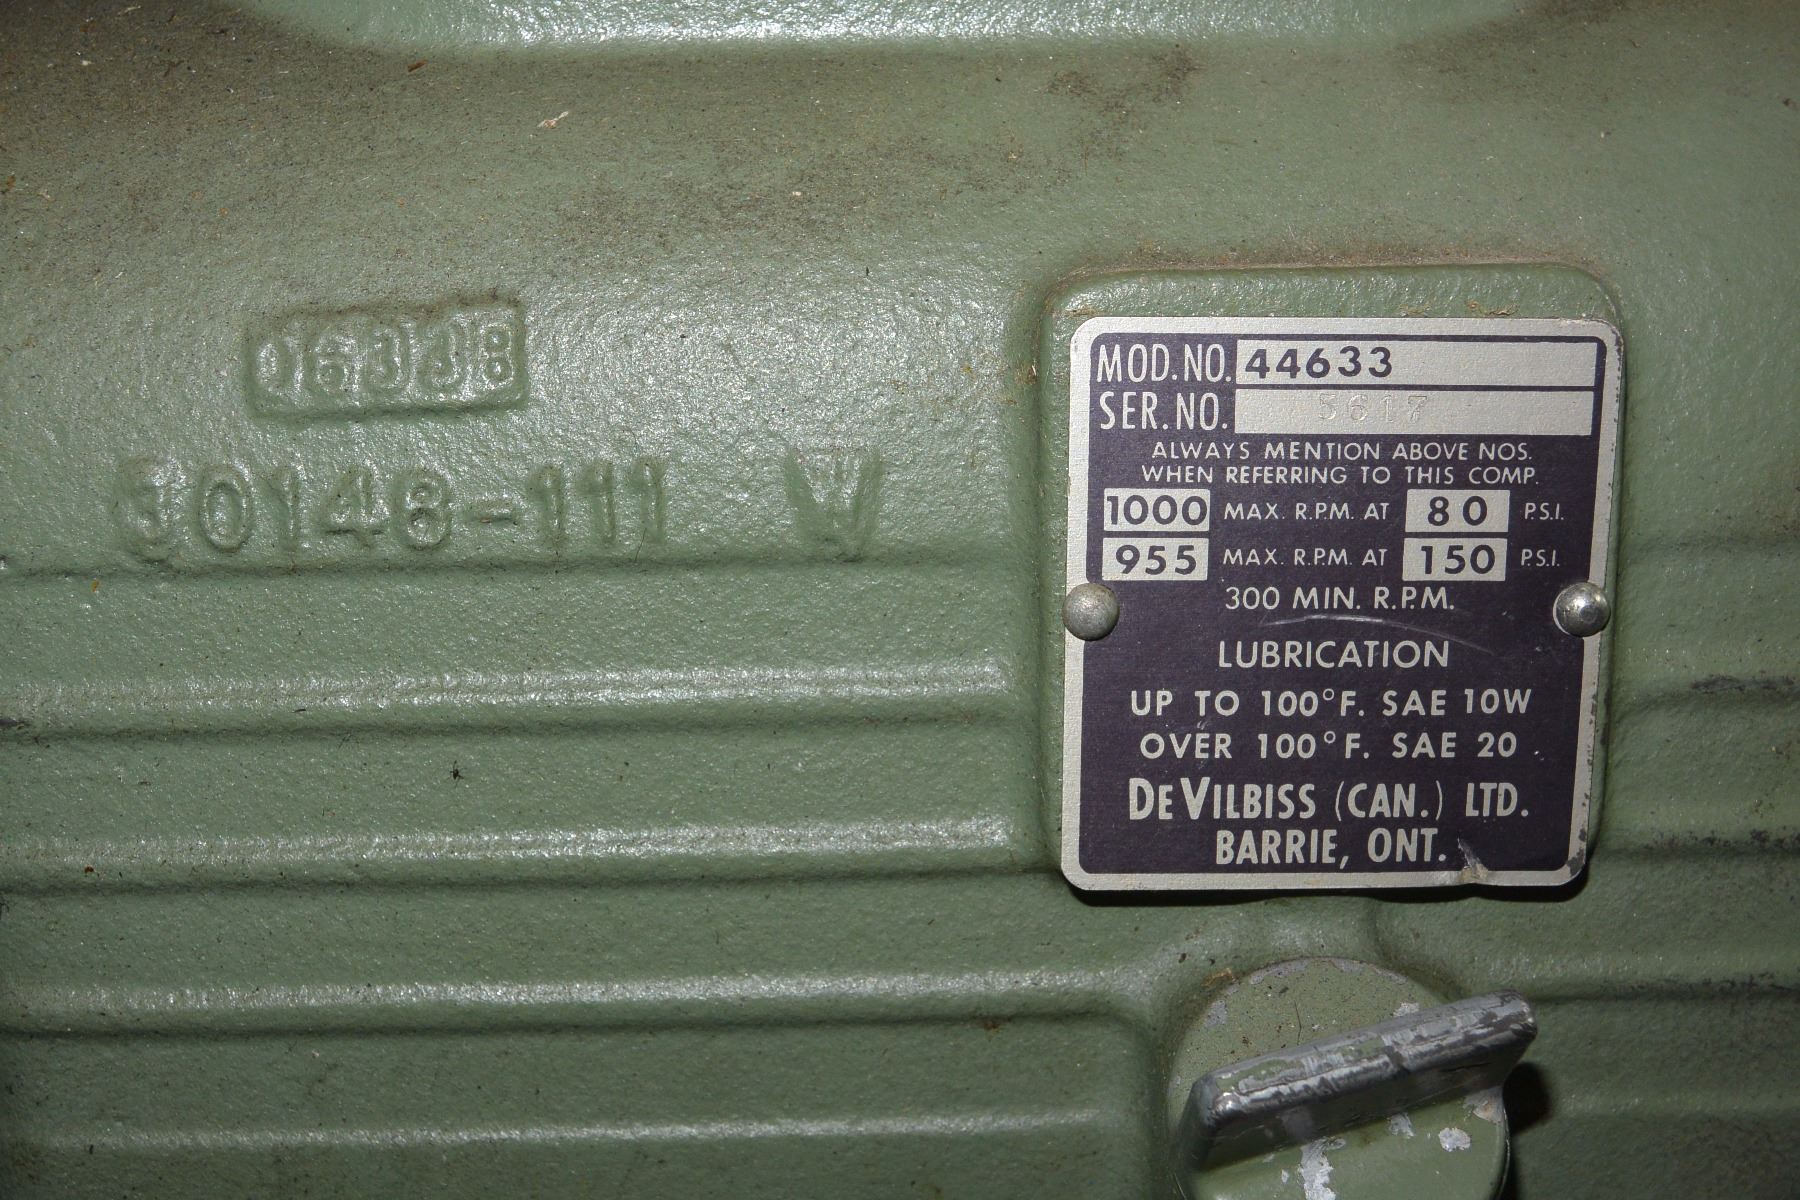 16338
30146-111 W
MOD. NO. 44633
SER. NO. 5617
ALWAYS MENTION ABOVE NOS.
WHEN REFERRING TO THIS COMP.
1000 MAX. R.P.M. AT 80 P.S.I.
955 MAX. R.P.M. AT 150 P.S.I.
300 MIN. R.P.M.
LUBRICATION
UP TO 100°F. SAE 10W
OVER 100°F. SAE 20.
DEVILBISS (CAN.) LTD.
BARRIE, ONT.